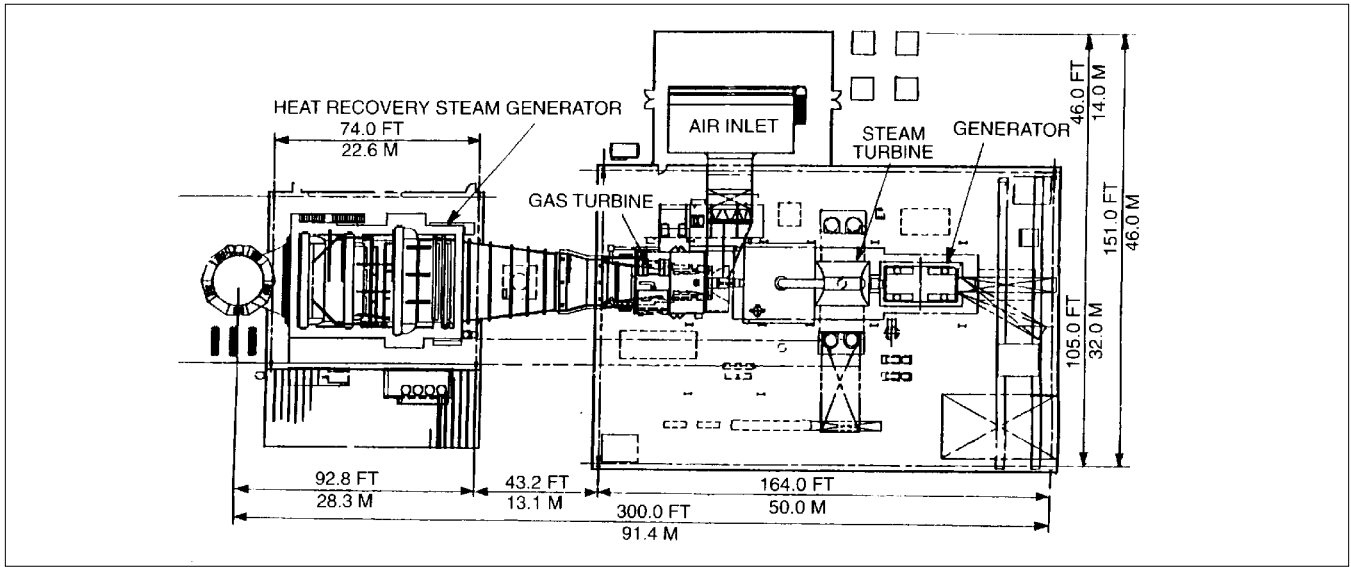 HEAT RECOVERY STEAM GENERATOR
74.0 FT
22.6 M
AIR INLET
STEAM
TURBINE
GENERATOR
GAS TURBINE
46.0 FT
14.0 M
151.0 FT
46.0 M
105.0 FT
32.0 M
92.8 FT
28.3 M
43.2 FT
13.1 M
164.0 FT
50.0 M
300.0 FT
91.4 M